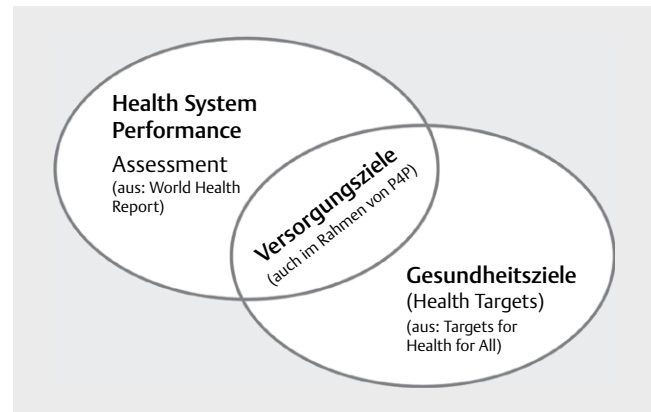 Health System
Performance
Assessment
(aus: World Health
Report)
Versorgungsziele
(auch im Rahmen von P4P)
Gesundheitsziele
(Health Targets)
(aus: Targets for
Health for All)